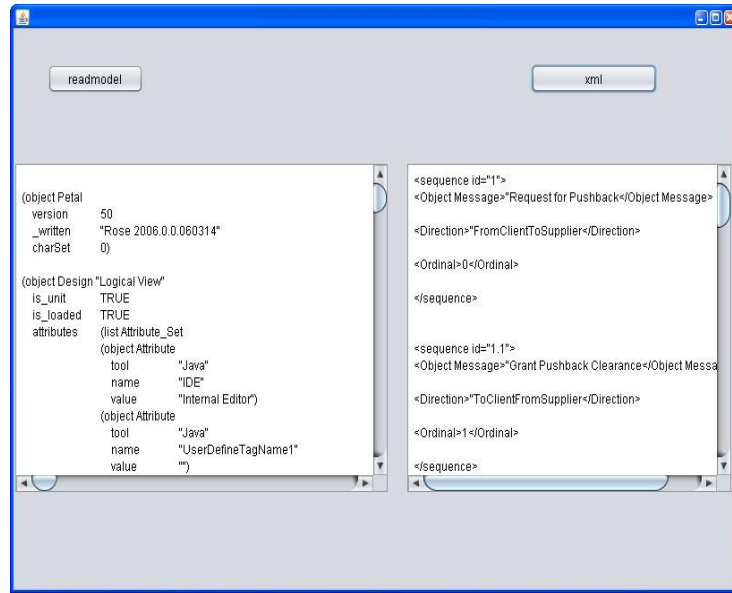 readmodel
xml
(object Petal
version 50
_written "Rose 2006.0.0.060314"
charSet 0)
(object Design "Logical View"
is_unit TRUE
is_loaded TRUE
attributes (list Attribute_Set
(object Attribute
tool "Java"
name "IDE"
value "Internal Editor")
(object Attribute
tool "Java"
name "UserDefineTagName1"
value "")
<sequence id="1">
<Object Message>"Request for Pushback</Object Message>
<Direction>"FromClientToSupplier</Direction>
<Ordinal>0</Ordinal>
</sequence>
<sequence id="1.1">
<Object Message>"Grant Pushback Clearance</Object Messa
<Direction>"ToClientFromSupplier</Direction>
<Ordinal>1</Ordinal>
</sequence>